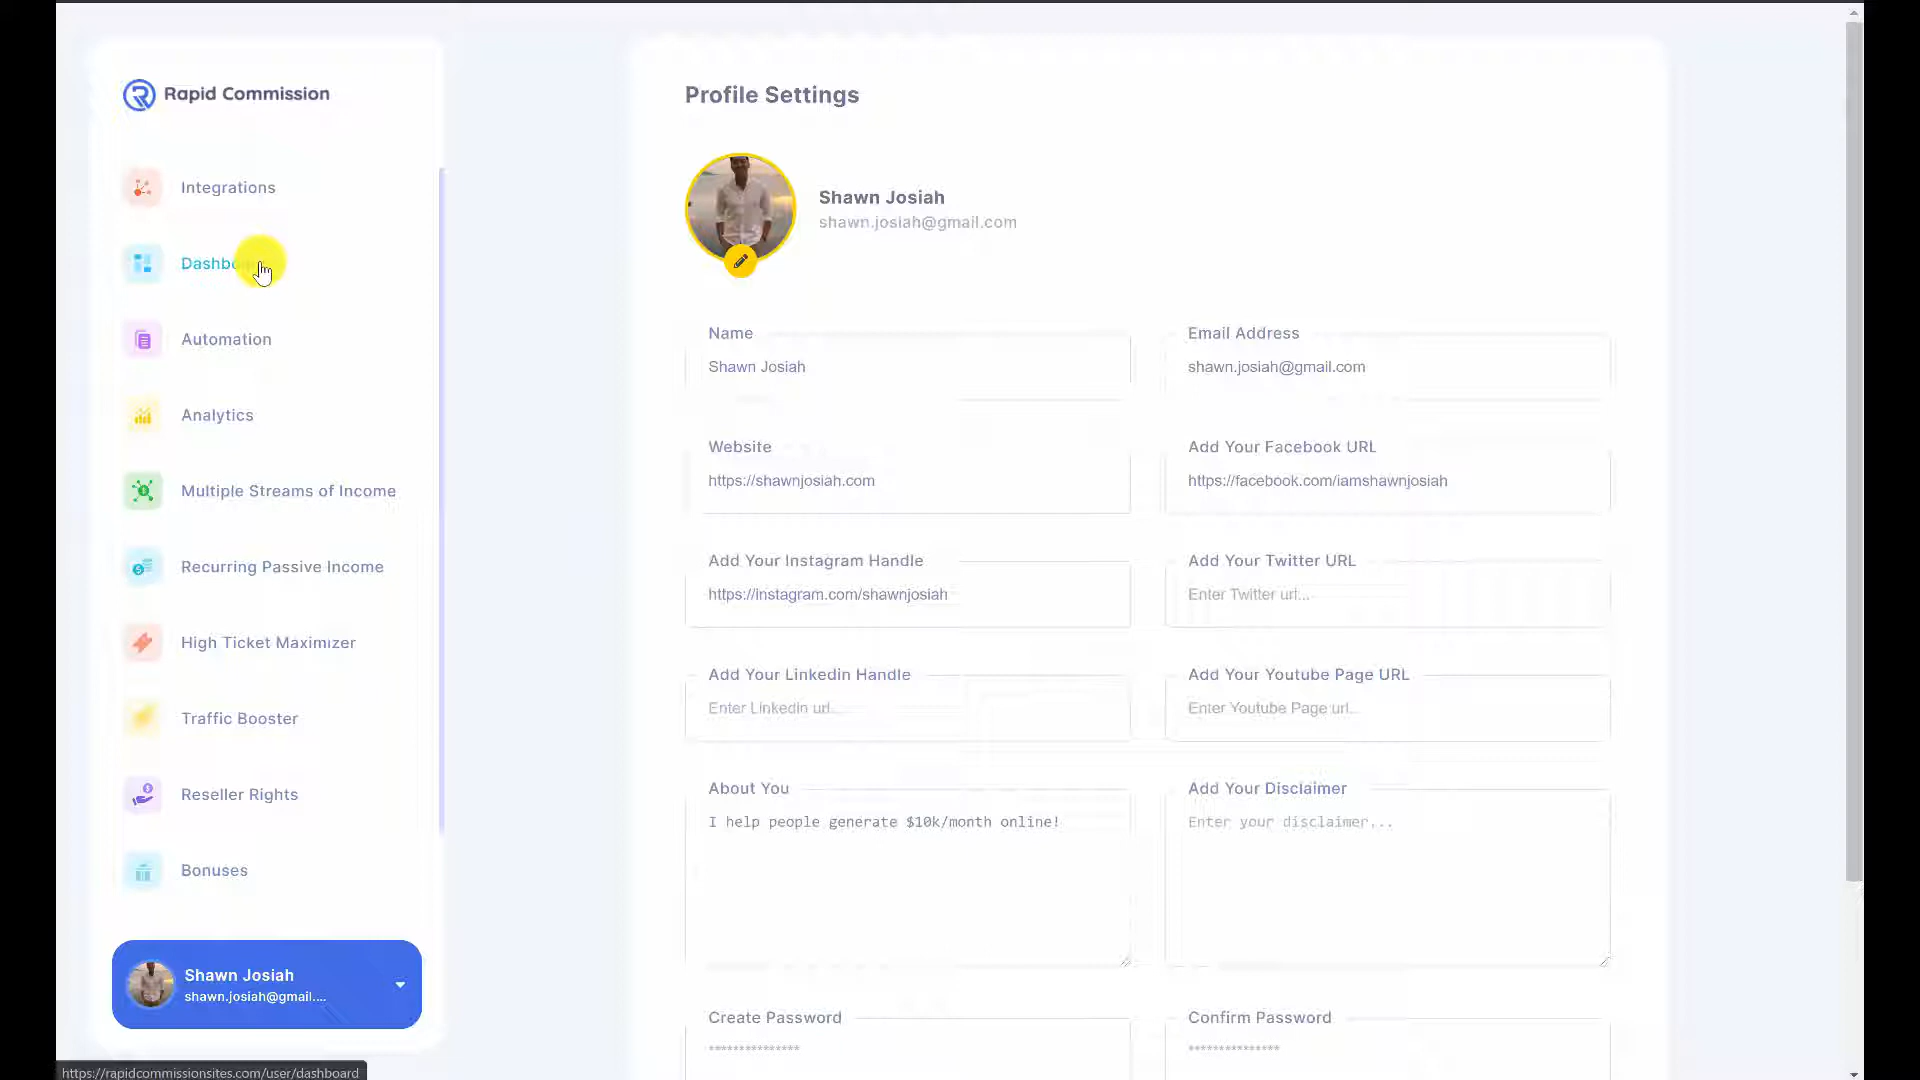 Rapid Commission
Integrations
Dashbo
Automation
Analytics
Multiple Streams of Income
Recurring Passive Income
High Ticket Maximizer
Traffic Booster
Reseller Rights
Bonuses
Shawn Josiah
shawn.josiah@gmail....
https://rapidcommissionsites.com/user/dashboard
Profile Settings
Shawn Josiah
shawn.josiah@gmail.com
Name
Shawn Josiah
Email Address
shawn.josiah@gmail.com
Website
https://shawnjosiah.com
Add Your Facebook URL
https://facebook.com/iamshawnjosiah
Add Your Instagram Handle
https://instagram.com/shawnjosiah
Add Your Twitter URL
Enter Twitter url...
Add Your Linkedin Handle
Enter Linkedin url...
Add Your Youtube Page URL
Enter Youtube Page url...
About You
I help people generate $10k/month online!
Add Your Disclaimer
Enter your disclaimer...
Create Password
***************
Confirm Password
***************